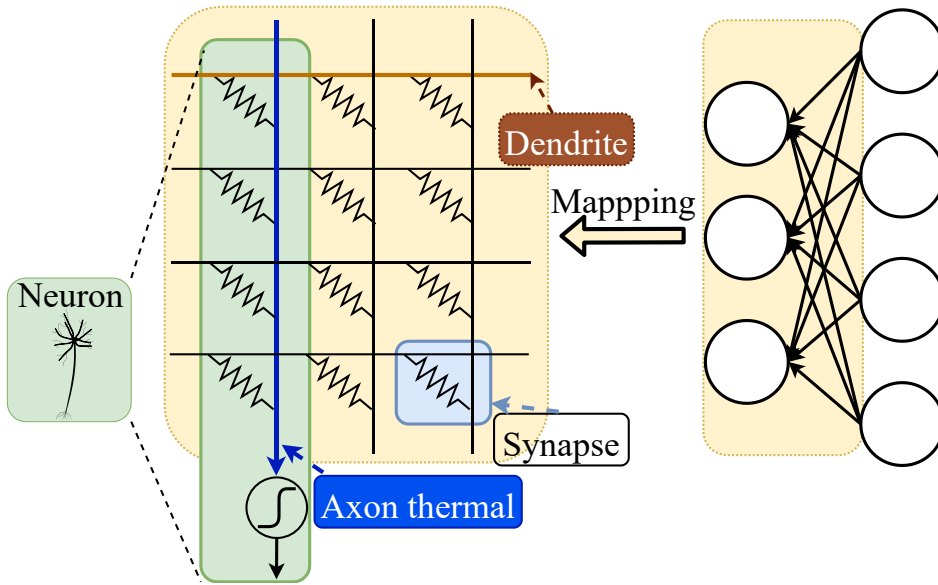 Dendrite
Mappping
Neuron
Synapse
Axon thermal